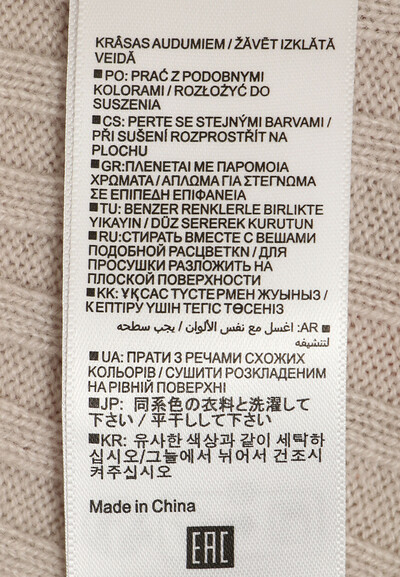 KRĀSAS AUDUMIEM / ŽĀVĒT IZKLĀTĀ
VEIDĀ
■PO: PRAĆ Z PODOBNYMI
KOLORAMI / ROZŁOŻYĆ DO
SUSZENIA
■CS: PERTE SE STEJNÝMI BARVAMI /
PŘI SUŠENÍ ROZPROSTŘÍT NA
PLOCHU
■GR:ΠΛΕΝΕΤΑΙ ΜΕ ΠΑΡΟΜΟΙΑ
ΧΡΩΜΑΤΑ / ΑΠΛΩΜΑ ΓΙΑ ΣΤΕΓΝΩΜΑ
ΣΕ ΕΠΙΠΕΔΗ ΕΠΙΦΑΝΕΙΑ
■TU: BENZER RENKLERLE BIRLIKTE
YIKAYIN / DÜZ SEREREK KURUTUN
■RU:СТИРАТЬ ВМЕСТЕ С ВЕЩАМИ
ПОДОБНОЙ РАСЦВЕТКN / ДЛЯ
ПРОСУШКИ РАЗЛОЖИТЬ НА
ПЛОСКОЙ ПОВЕРХНОСТИ
■KK: ҰҚСАС ТҮСТЕРМЕН ЖУЫНЫЗ /
КЕПТІРУ ҮШІН ТЕГІС ТӨСЕНІЗ
■AR: اغسل مع نفس الألوان / يجب سطحه
لتنشيفه
■UA: ПРАТИ З РЕЧАМИ СХОЖИХ
КОЛЬОРІВ / СУШИТИ РОЗКЛАДЕНИМ
НА РІВНІЙ ПОВЕРХНІ
■JP: 同系色の衣料と洗濯して
下さい / 平干しして下さい
■KR: 유사한 색상과 같이 세탁하
십시오/그늘에서 뉘어서 건조시
켜주십시오
Made in China
EAC